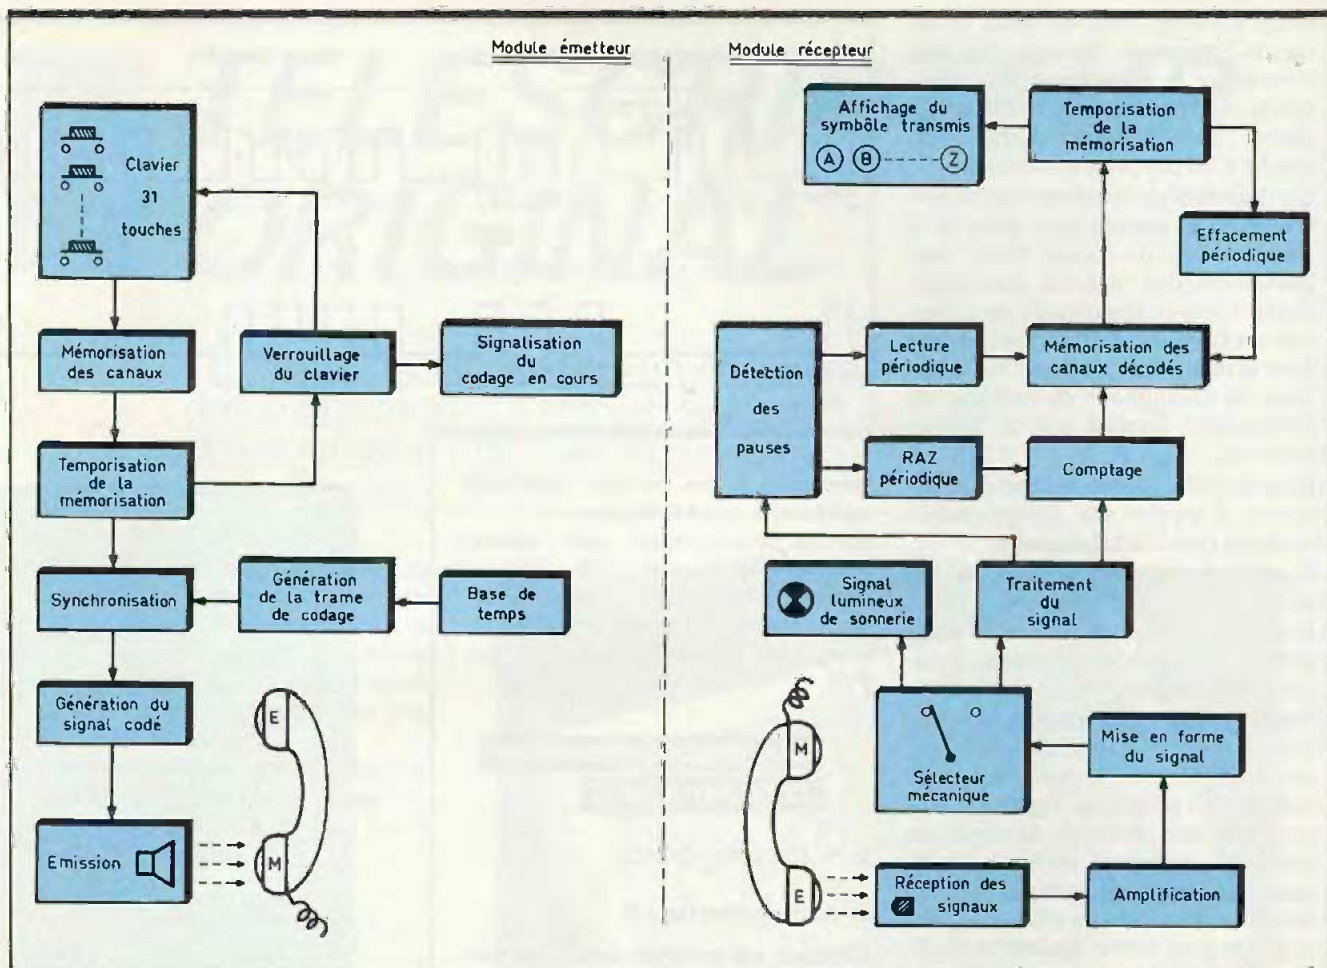 Module émetteur
Clavier
31
touches
Mémorisation
des canaux
Verrouillage
du clavier
Signalisation
du
codage en cours
Temporisation
de la
mémorisation
Synchronisation
Génération
de la trame
de codage
Base de
temps
Génération du
signal codé
Emission
E
M
Module récepteur
Affichage du
symbôle transmis
A B Z
Temporisation
de la
mémorisation
Effacement
périodique
Détection
des
pauses
Lecture
périodique
Mémorisation des
canaux décodés
RAZ
périodique
Comptage
Signal
lumineux
de sonnerie
Traitement
du
signal
Sélecteur
mécanique
Mise en forme
du signal
M
E
Réception des
signaux
Amplification